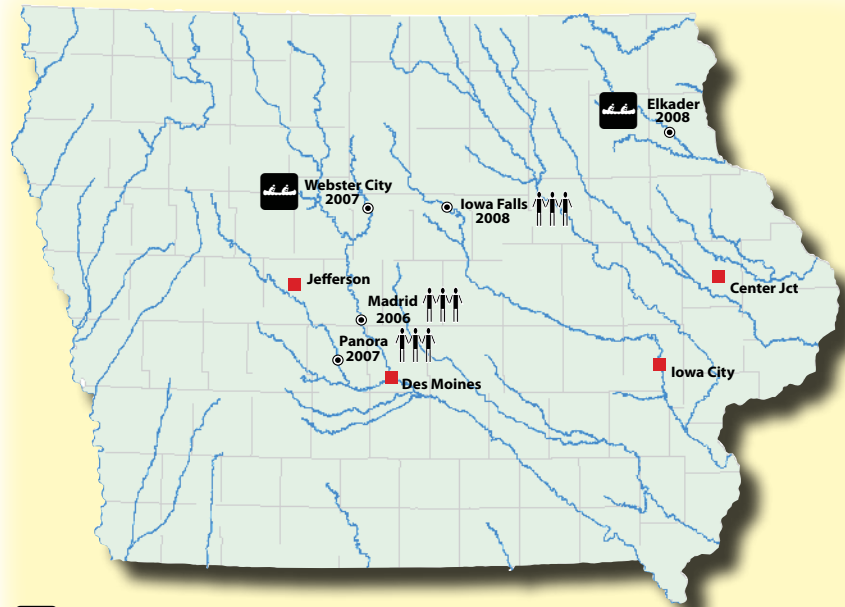 Elkader
2008
Webster City
2007
Iowa Falls
2008
Jefferson
Center Jct
Madrid
2006
Panora
2007
Iowa City
Des Moines